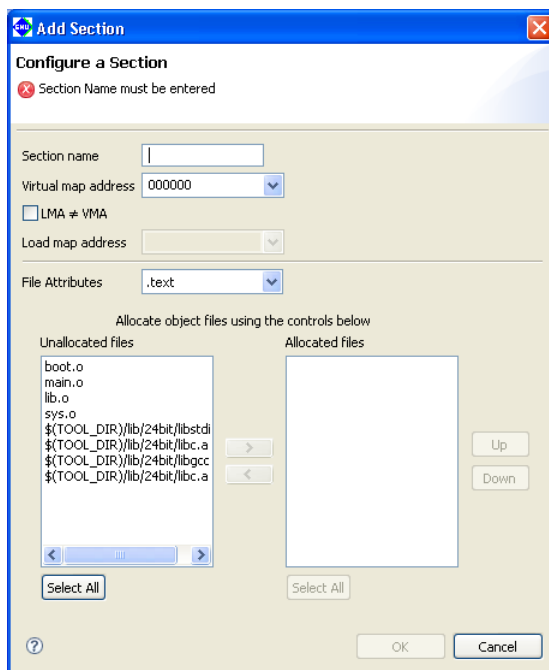 GNU Add Section
Configure a Section
Section Name must be entered
Section name
Virtual map address 000000
LMA ≠ VMA
Load map address
File Attributes .text
Allocate object files using the controls below
Unallocated files
boot.o
main.o
lib.o
sys.o
$(TOOL_DIR)/lib/24bit/libstdi
$(TOOL_DIR)/lib/24bit/libc.a
$(TOOL_DIR)/lib/24bit/libgcc
$(TOOL_DIR)/lib/24bit/libc.a
Select All
>
<
Allocated files
Select All
Up
Down
?
OK
Cancel